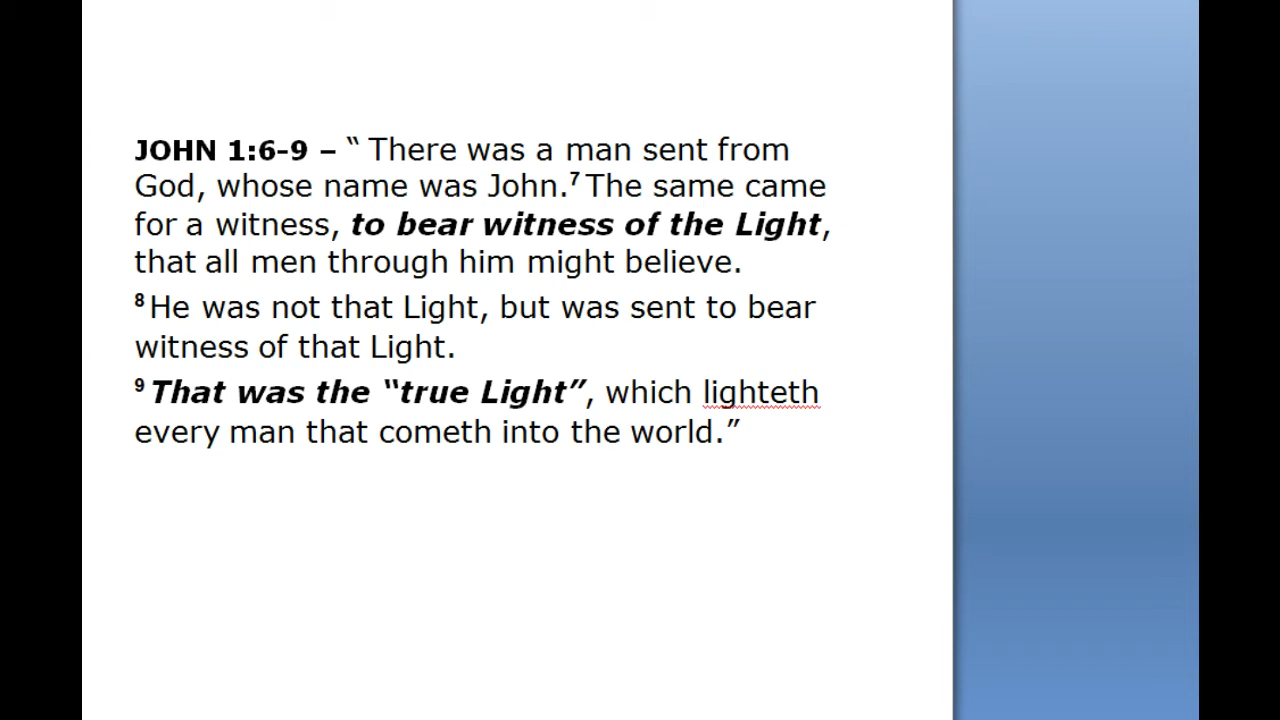 JOHN 1:6-9 – “ There was a man sent from
God, whose name was John.⁷ The same came
for a witness, to bear witness of the Light,
that all men through him might believe.
⁸ He was not that Light, but was sent to bear
witness of that Light.
⁹ That was the “true Light”, which lighteth
every man that cometh into the world.”